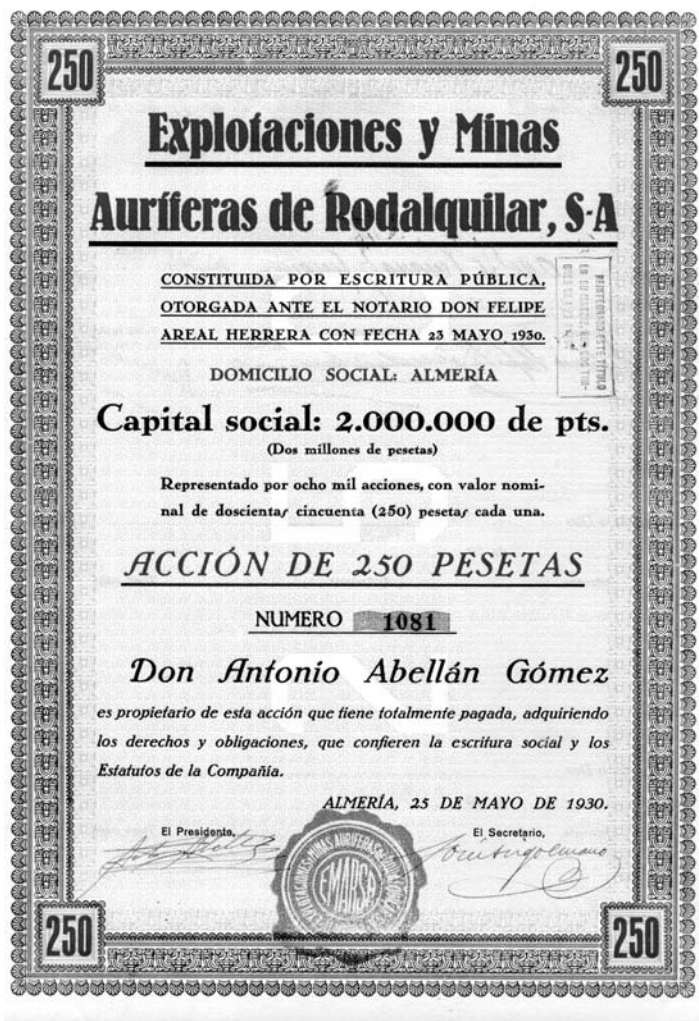 250
250
Explotaciones y Minas
Auríferas de Rodalquilar, S-A
CONSTITUIDA POR ESCRITURA PÚBLICA,
OTORGADA ANTE EL NOTARIO DON FELIPE
AREAL HERRERA CON FECHA 23 MAYO 1930.
DOMICILIO SOCIAL: ALMERÍA
Capital social: 2.000.000 de pts.
(Dos millones de pesetas)
Representado por ocho mil acciones, con valor nomi-
nal de doscientas cincuenta (250) pesetas cada una.
ACCIÓN DE 250 PESETAS
NUMERO 1081
Don Antonio Abellán Gómez
es propietario de esta acción que tiene totalmente pagada, adquiriendo
los derechos y obligaciones, que confieren la escritura social y los
Estatutos de la Compañía.
ALMERÍA, 25 DE MAYO DE 1930.
El Presidente,
El Secretario,
MINAS AURIFERAS
EMARSA
250
250